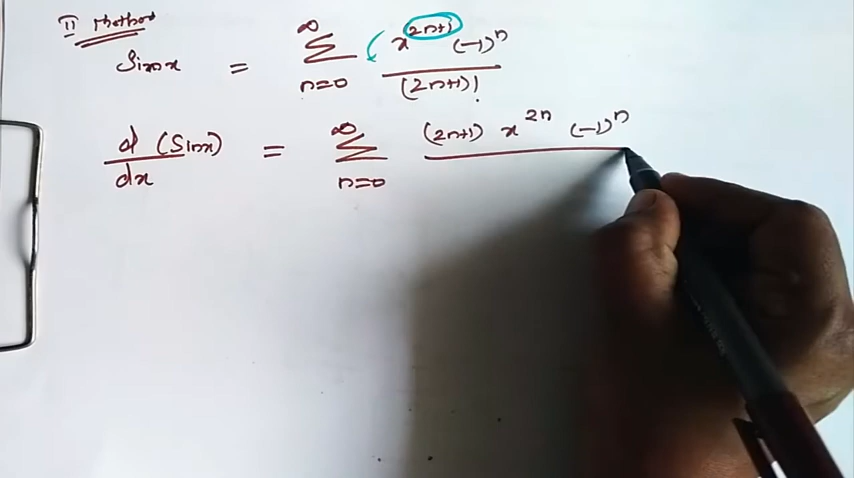 II Method
Sinx = ∞ Σ n=0 x^2n+1 (-1)^n / (2n+1)!
d/dx (Sinx) = ∞ Σ n=0 (2n+1) x^2n (-1)^n